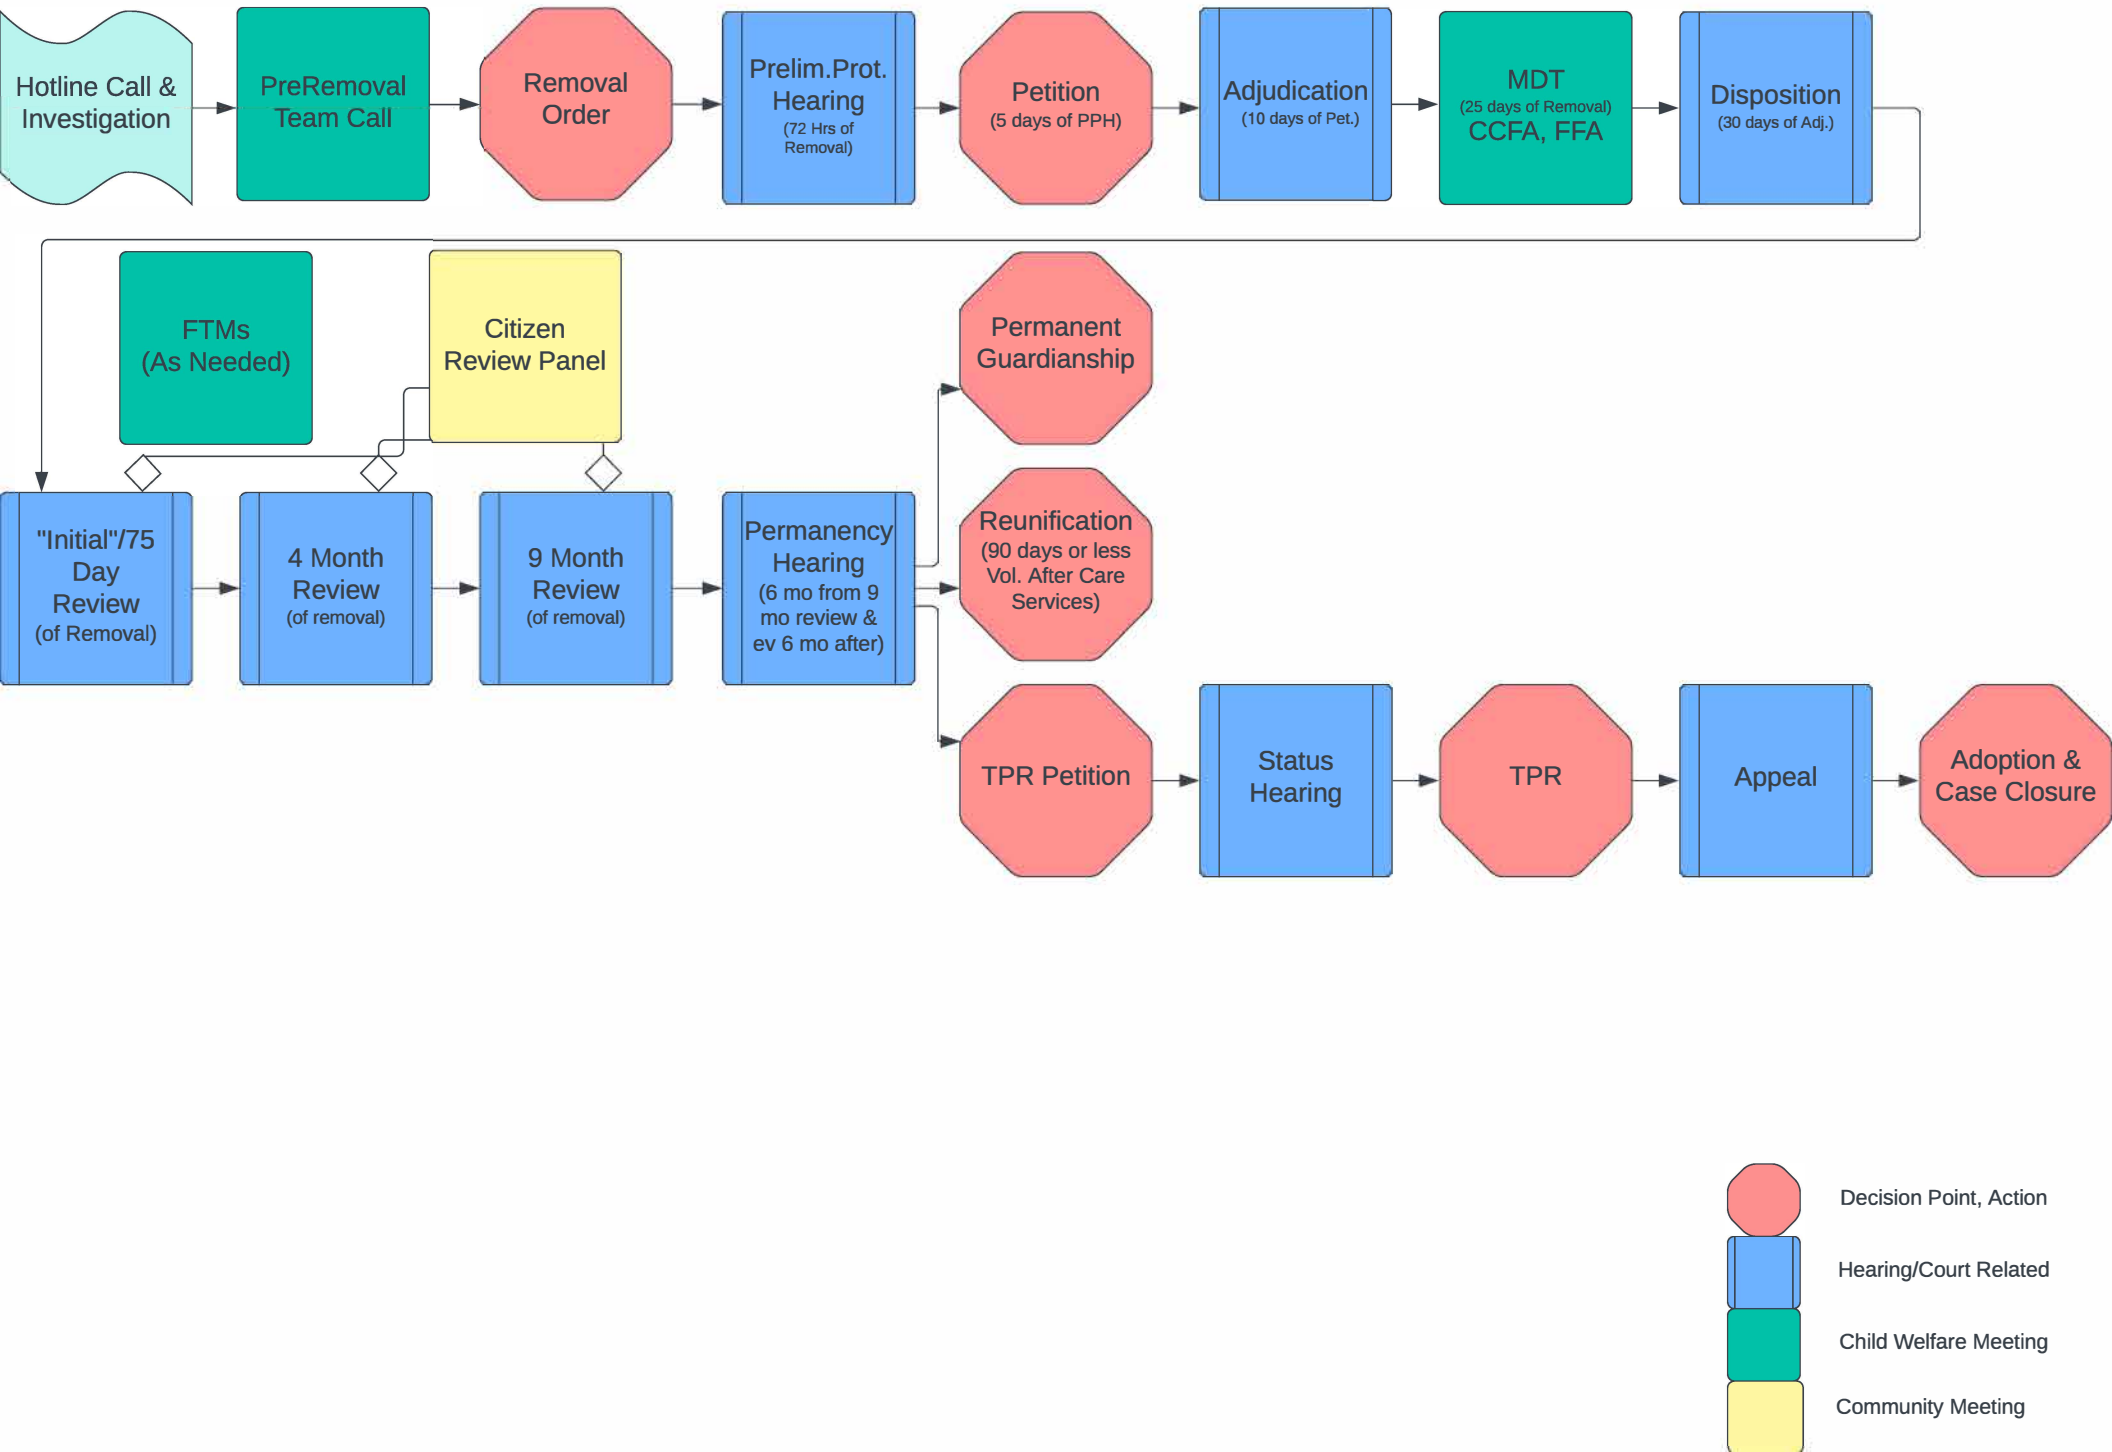 Hotline Call &
Investigation
PreRemoval
Team Call
Removal
Order
Prelim.Prot.
Hearing
(72 Hrs of
Removal)
Petition
(5 days of PPH)
Adjudication
(10 days of Pet.)
MDT
(25 days of Removal)
CCFA, FFA
Disposition
(30 days of Adj.)
FTMs
(As Needed)
Citizen
Review Panel
Permanent
Guardianship
"Initial"/75
Day
Review
(of Removal)
4 Month
Review
(of removal)
9 Month
Review
(of removal)
Permanency
Hearing
(6 mo from 9
mo review &
ev 6 mo after)
Reunification
(90 days or less
Vol. After Care
Services)
TPR Petition
Status
Hearing
TPR
Appeal
Adoption &
Case Closure
Decision Point, Action
Hearing/Court Related
Child Welfare Meeting
Community Meeting